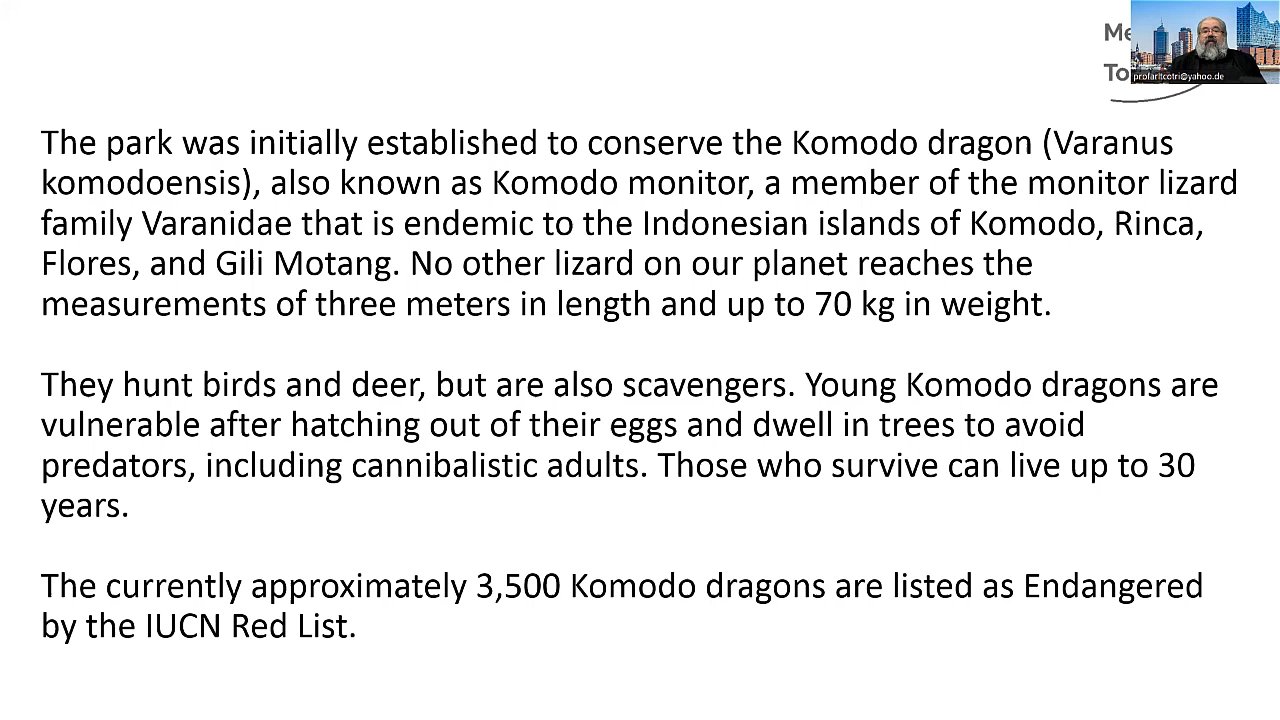 Me
To
profarltcotri@yahoo.de
The park was initially established to conserve the Komodo dragon (Varanus
komodoensis), also known as Komodo monitor, a member of the monitor lizard
family Varanidae that is endemic to the Indonesian islands of Komodo, Rinca,
Flores, and Gili Motang. No other lizard on our planet reaches the
measurements of three meters in length and up to 70 kg in weight.
They hunt birds and deer, but are also scavengers. Young Komodo dragons are
vulnerable after hatching out of their eggs and dwell in trees to avoid
predators, including cannibalistic adults. Those who survive can live up to 30
years.
The currently approximately 3,500 Komodo dragons are listed as Endangered
by the IUCN Red List.